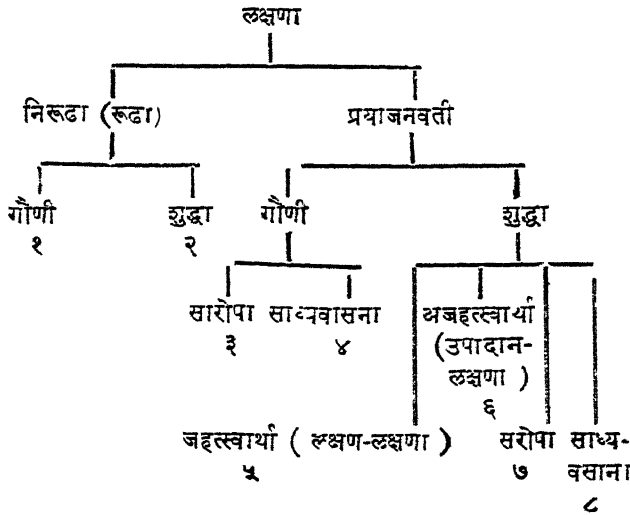 लक्षणा
निरूढा (रूढा) प्रयाजनवती
गौणी शुद्धा गौणी शुद्धा
१ २
सारोपा साध्यवासना अजहत्स्वार्था
३ ४ (उपादान-
लक्षणा )
६
जहत्स्वार्था ( लक्षण-लक्षणा ) सरोपा साध्य-
५ ७ वसाना
८